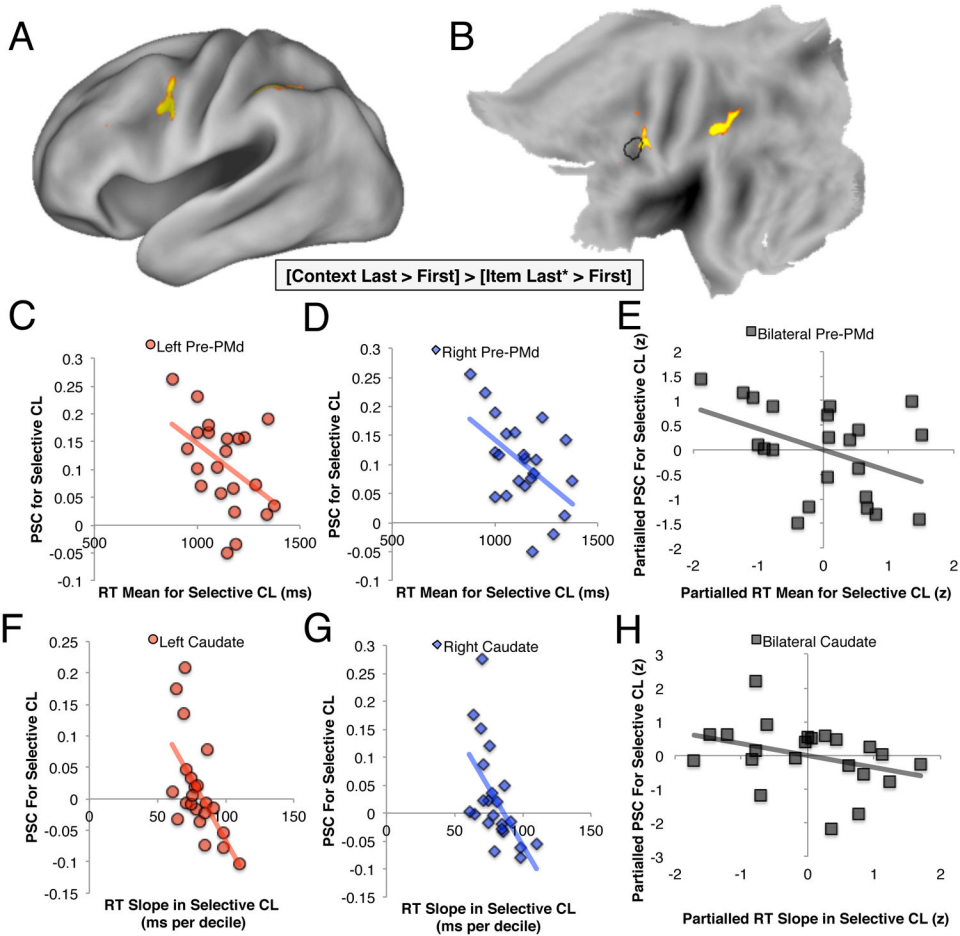 A
B
[Context Last > First] > [Item Last* > First]
C
Left Pre-PMd
PSC for Selective CL
0.3
0.25
0.2
0.15
0.1
0.05
0
-0.05
-0.1
500
1000
1500
RT Mean for Selective CL (ms)
D
Right Pre-PMd
PSC for Selective CL
0.3
0.25
0.2
0.15
0.1
0.05
0
-0.05
-0.1
500
1000
1500
RT Mean for Selective CL (ms)
E
Bilateral Pre-PMd
Partialled PSC For Selective CL (z)
2
1.5
1
0.5
0
-0.5
-1
-1.5
-2
-2
-1
0
1
2
Partialled RT Mean for Selective CL (z)
F
Left Caudate
PSC For Selective CL
0.25
0.2
0.15
0.1
0.05
0
-0.05
-0.1
-0.15
0
50
100
150
RT Slope in Selective CL
(ms per decile)
G
Right Caudate
PSC For Selective CL
0.3
0.25
0.2
0.15
0.1
0.05
0
-0.05
-0.1
-0.15
0
50
100
150
RT Slope in Selective CL
(ms per decile)
H
Bilateral Caudate
Partialled PSC For Selective CL (z)
3
2
1
0
-1
-2
-3
-2
-1
0
1
2
Partialled RT Slope in Selective CL (z)